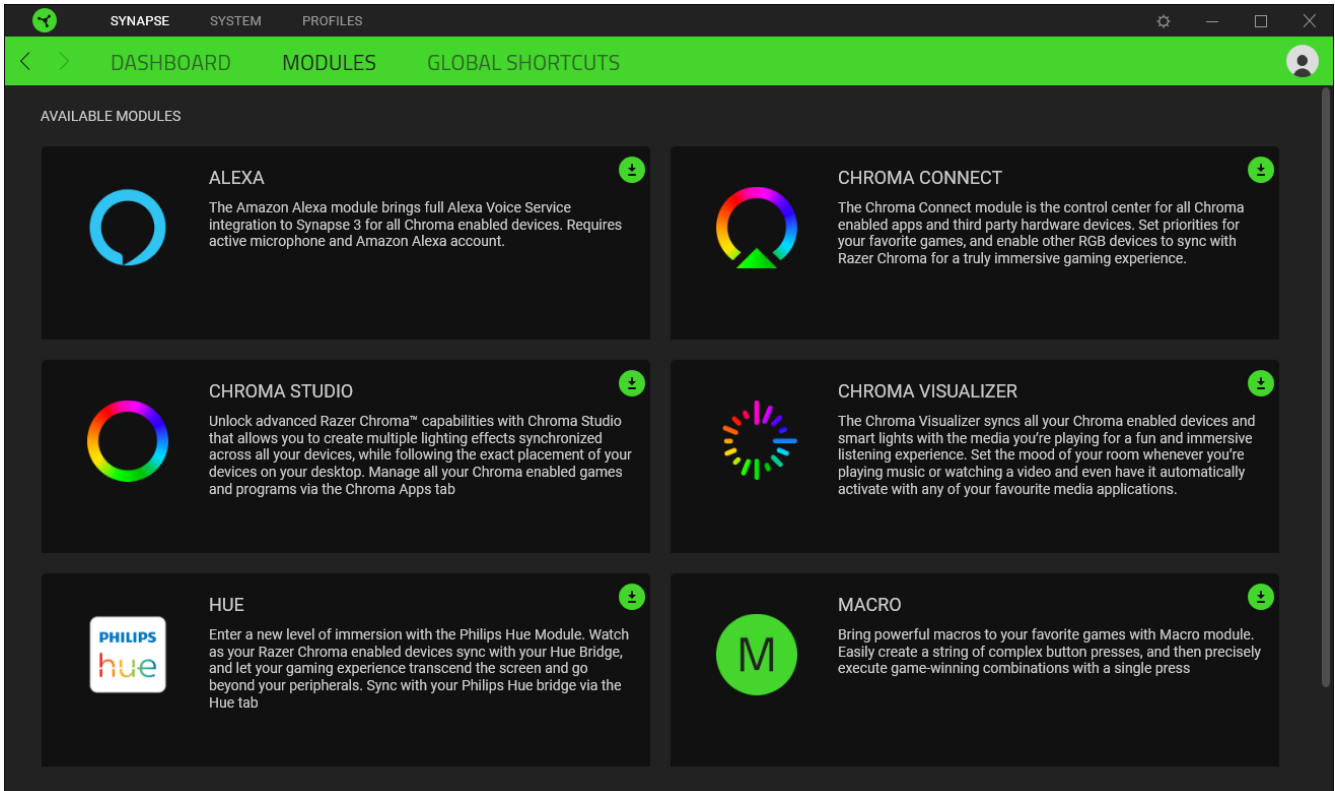 SYNAPSE SYSTEM PROFILES
DASHBOARD MODULES GLOBAL SHORTCUTS
AVAILABLE MODULES
ALEXA
The Amazon Alexa module brings full Alexa Voice Service
integration to Synapse 3 for all Chroma enabled devices. Requires
active microphone and Amazon Alexa account.
CHROMA CONNECT
The Chroma Connect module is the control center for all Chroma
enabled apps and third party hardware devices. Set priorities for
your favorite games, and enable other RGB devices to sync with
Razer Chroma for a truly immersive gaming experience.
CHROMA STUDIO
Unlock advanced Razer Chroma™ capabilities with Chroma Studio
that allows you to create multiple lighting effects synchronized
across all your devices, while following the exact placement of your
devices on your desktop. Manage all your Chroma enabled games
and programs via the Chroma Apps tab
CHROMA VISUALIZER
The Chroma Visualizer syncs all your Chroma enabled devices and
smart lights with the media you’re playing for a fun and immersive
listening experience. Set the mood of your room whenever you’re
playing music or watching a video and even have it automatically
activate with any of your favourite media applications.
PHILIPS
hue
HUE
Enter a new level of immersion with the Philips Hue Module. Watch
as your Razer Chroma enabled devices sync with your Hue Bridge,
and let your gaming experience transcend the screen and go
beyond your peripherals. Sync with your Philips Hue bridge via the
Hue tab
M
MACRO
Bring powerful macros to your favorite games with Macro module.
Easily create a string of complex button presses, and then precisely
execute game-winning combinations with a single press